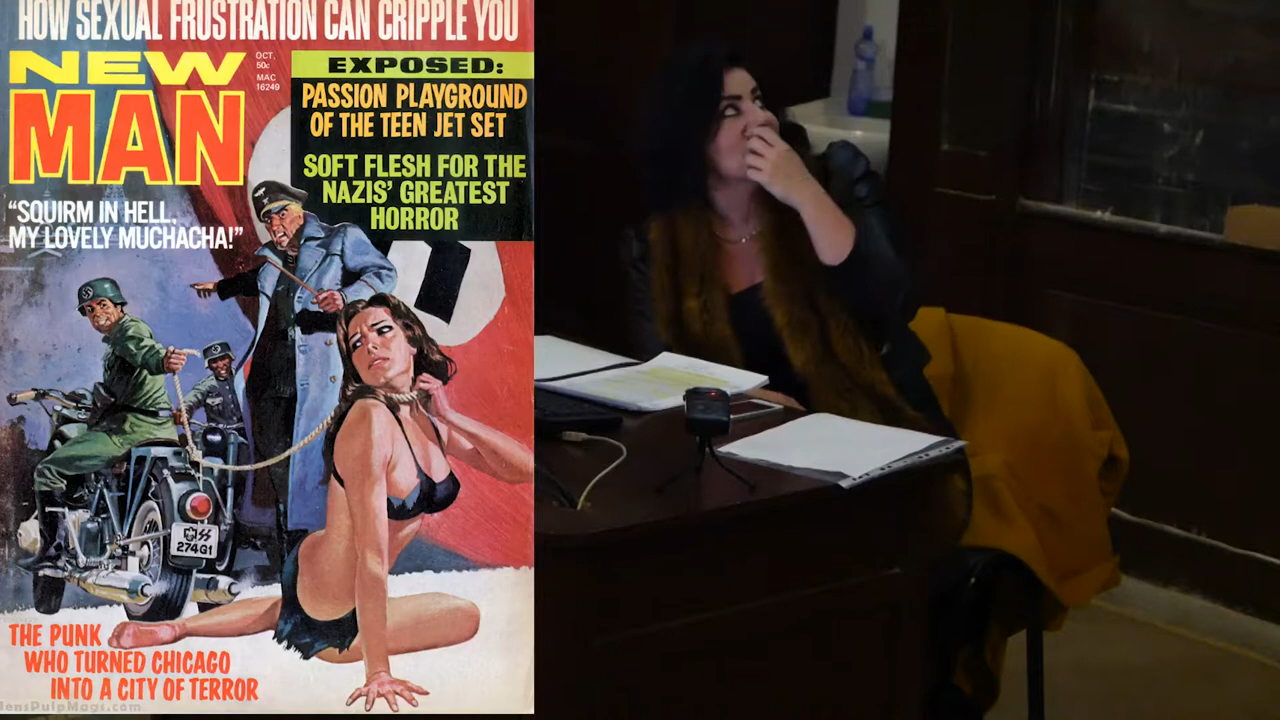 HOW SEXUAL FRUSTRATION CAN CRIPPLE YOU
NEW
MAN
OCT.
50c
MAC
16249
EXPOSED:
PASSION PLAYGROUND
OF THE TEEN JET SET
SOFT FLESH FOR THE
NAZIS' GREATEST
HORROR
"SQUIRM IN HELL,
MY LOVELY MUCHACHA!"
274G1
THE PUNK
WHO TURNED CHICAGO
INTO A CITY OF TERROR
MensPulpMags.com